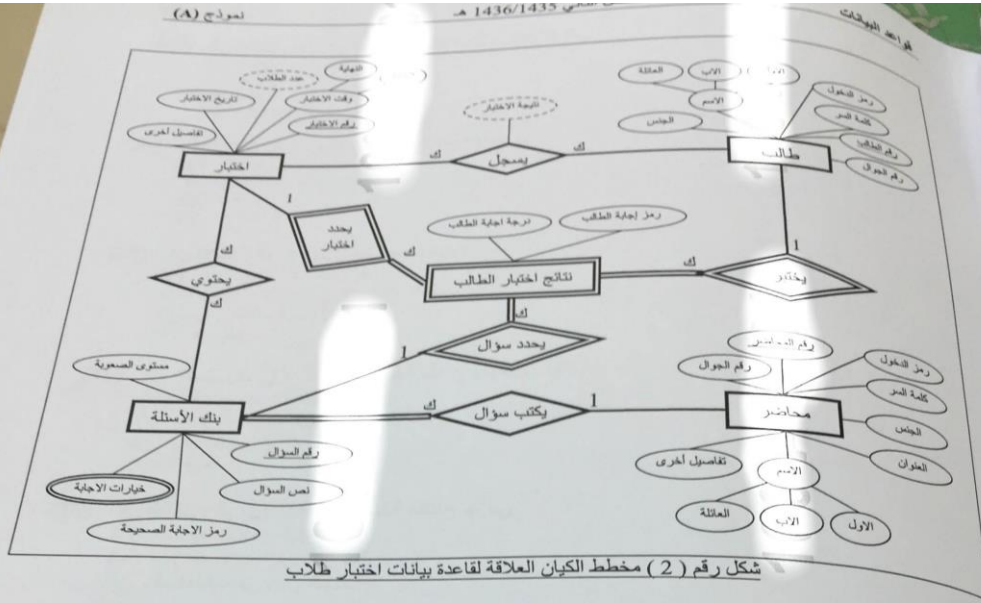 قواعد البيانات
الثاني 1436/1435 هـ
نموذج (A)
النهاية
عدد الطلاب
تاريخ الاختبار
وقت الاختبار
تفاصيل أخرى
رقم الاختبار
اختبار
نتيجة الاختبار
يسجل
ك
ك
العائلة
الاب
الاسم
الجنس
رمز الدخول
كلمة السر
رقم الطالب
رقم الجوال
طالب
1
يحدد اختبار
ك
درجة اجابة الطالب
رمز إجابة الطالب
نتائج اختبار الطالب
ك
1
يختبر
ك
يحتوي
ك
ك
يحدد سؤال
1
مستوى الصعوبة
بنك الأسئلة
ك
يكتب سؤال
1
رقم المحاضر
رقم الجوال
رمز الدخول
كلمة السر
الجنس
العنوان
محاضر
تفاصيل أخرى
الاسم
العائلة
الاب
الاول
رقم السؤال
نص السؤال
خيارات الاجابة
رمز الاجابة الصحيحة
شكل رقم ( 2 ) مخطط الكيان العلاقة لقاعدة بيانات اختبار طلاب